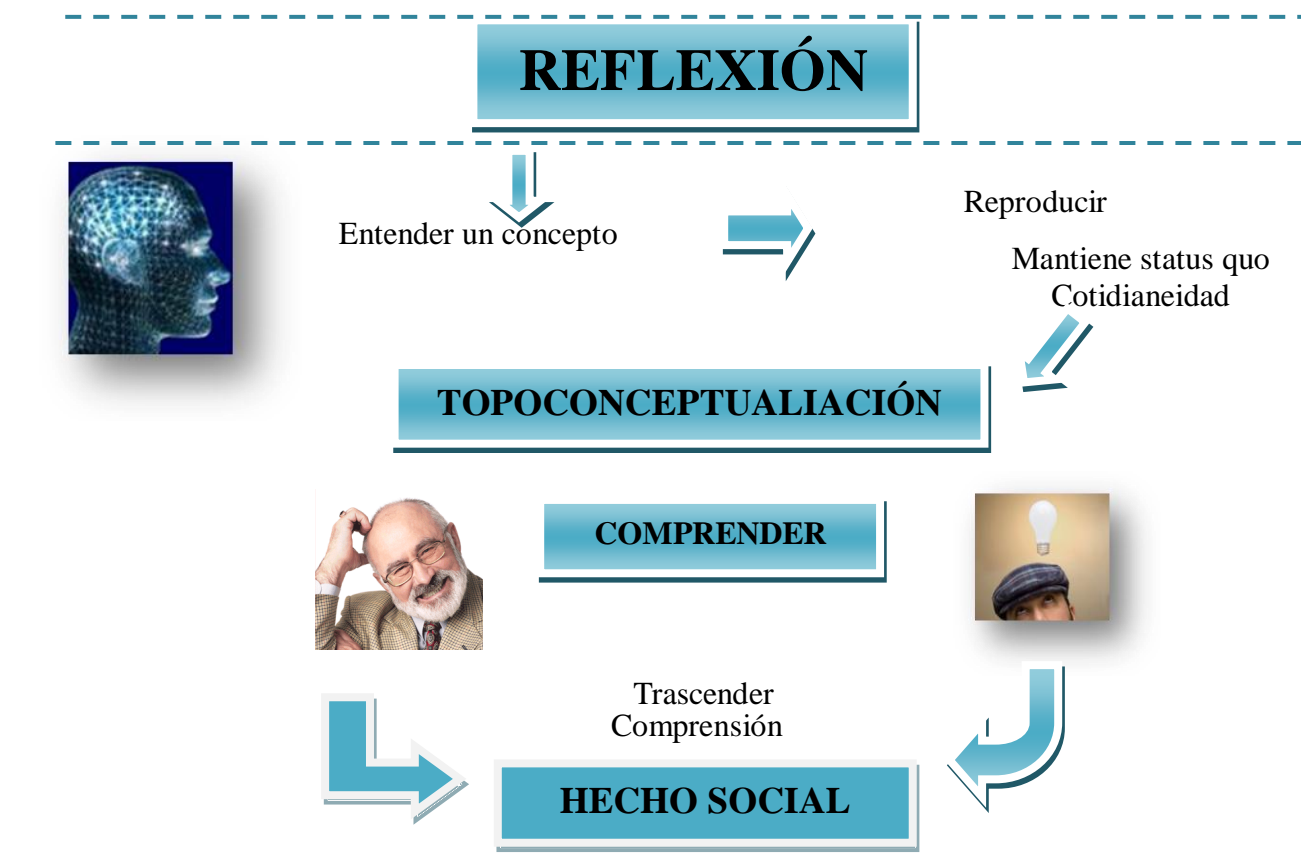 REFLEXIÓN
Entender un concepto
Reproducir
Mantiene status quo
Cotidianeidad
TOPOCONCEPTUALIACIÓN
COMPRENDER
Trascender
Comprensión
HECHO SOCIAL